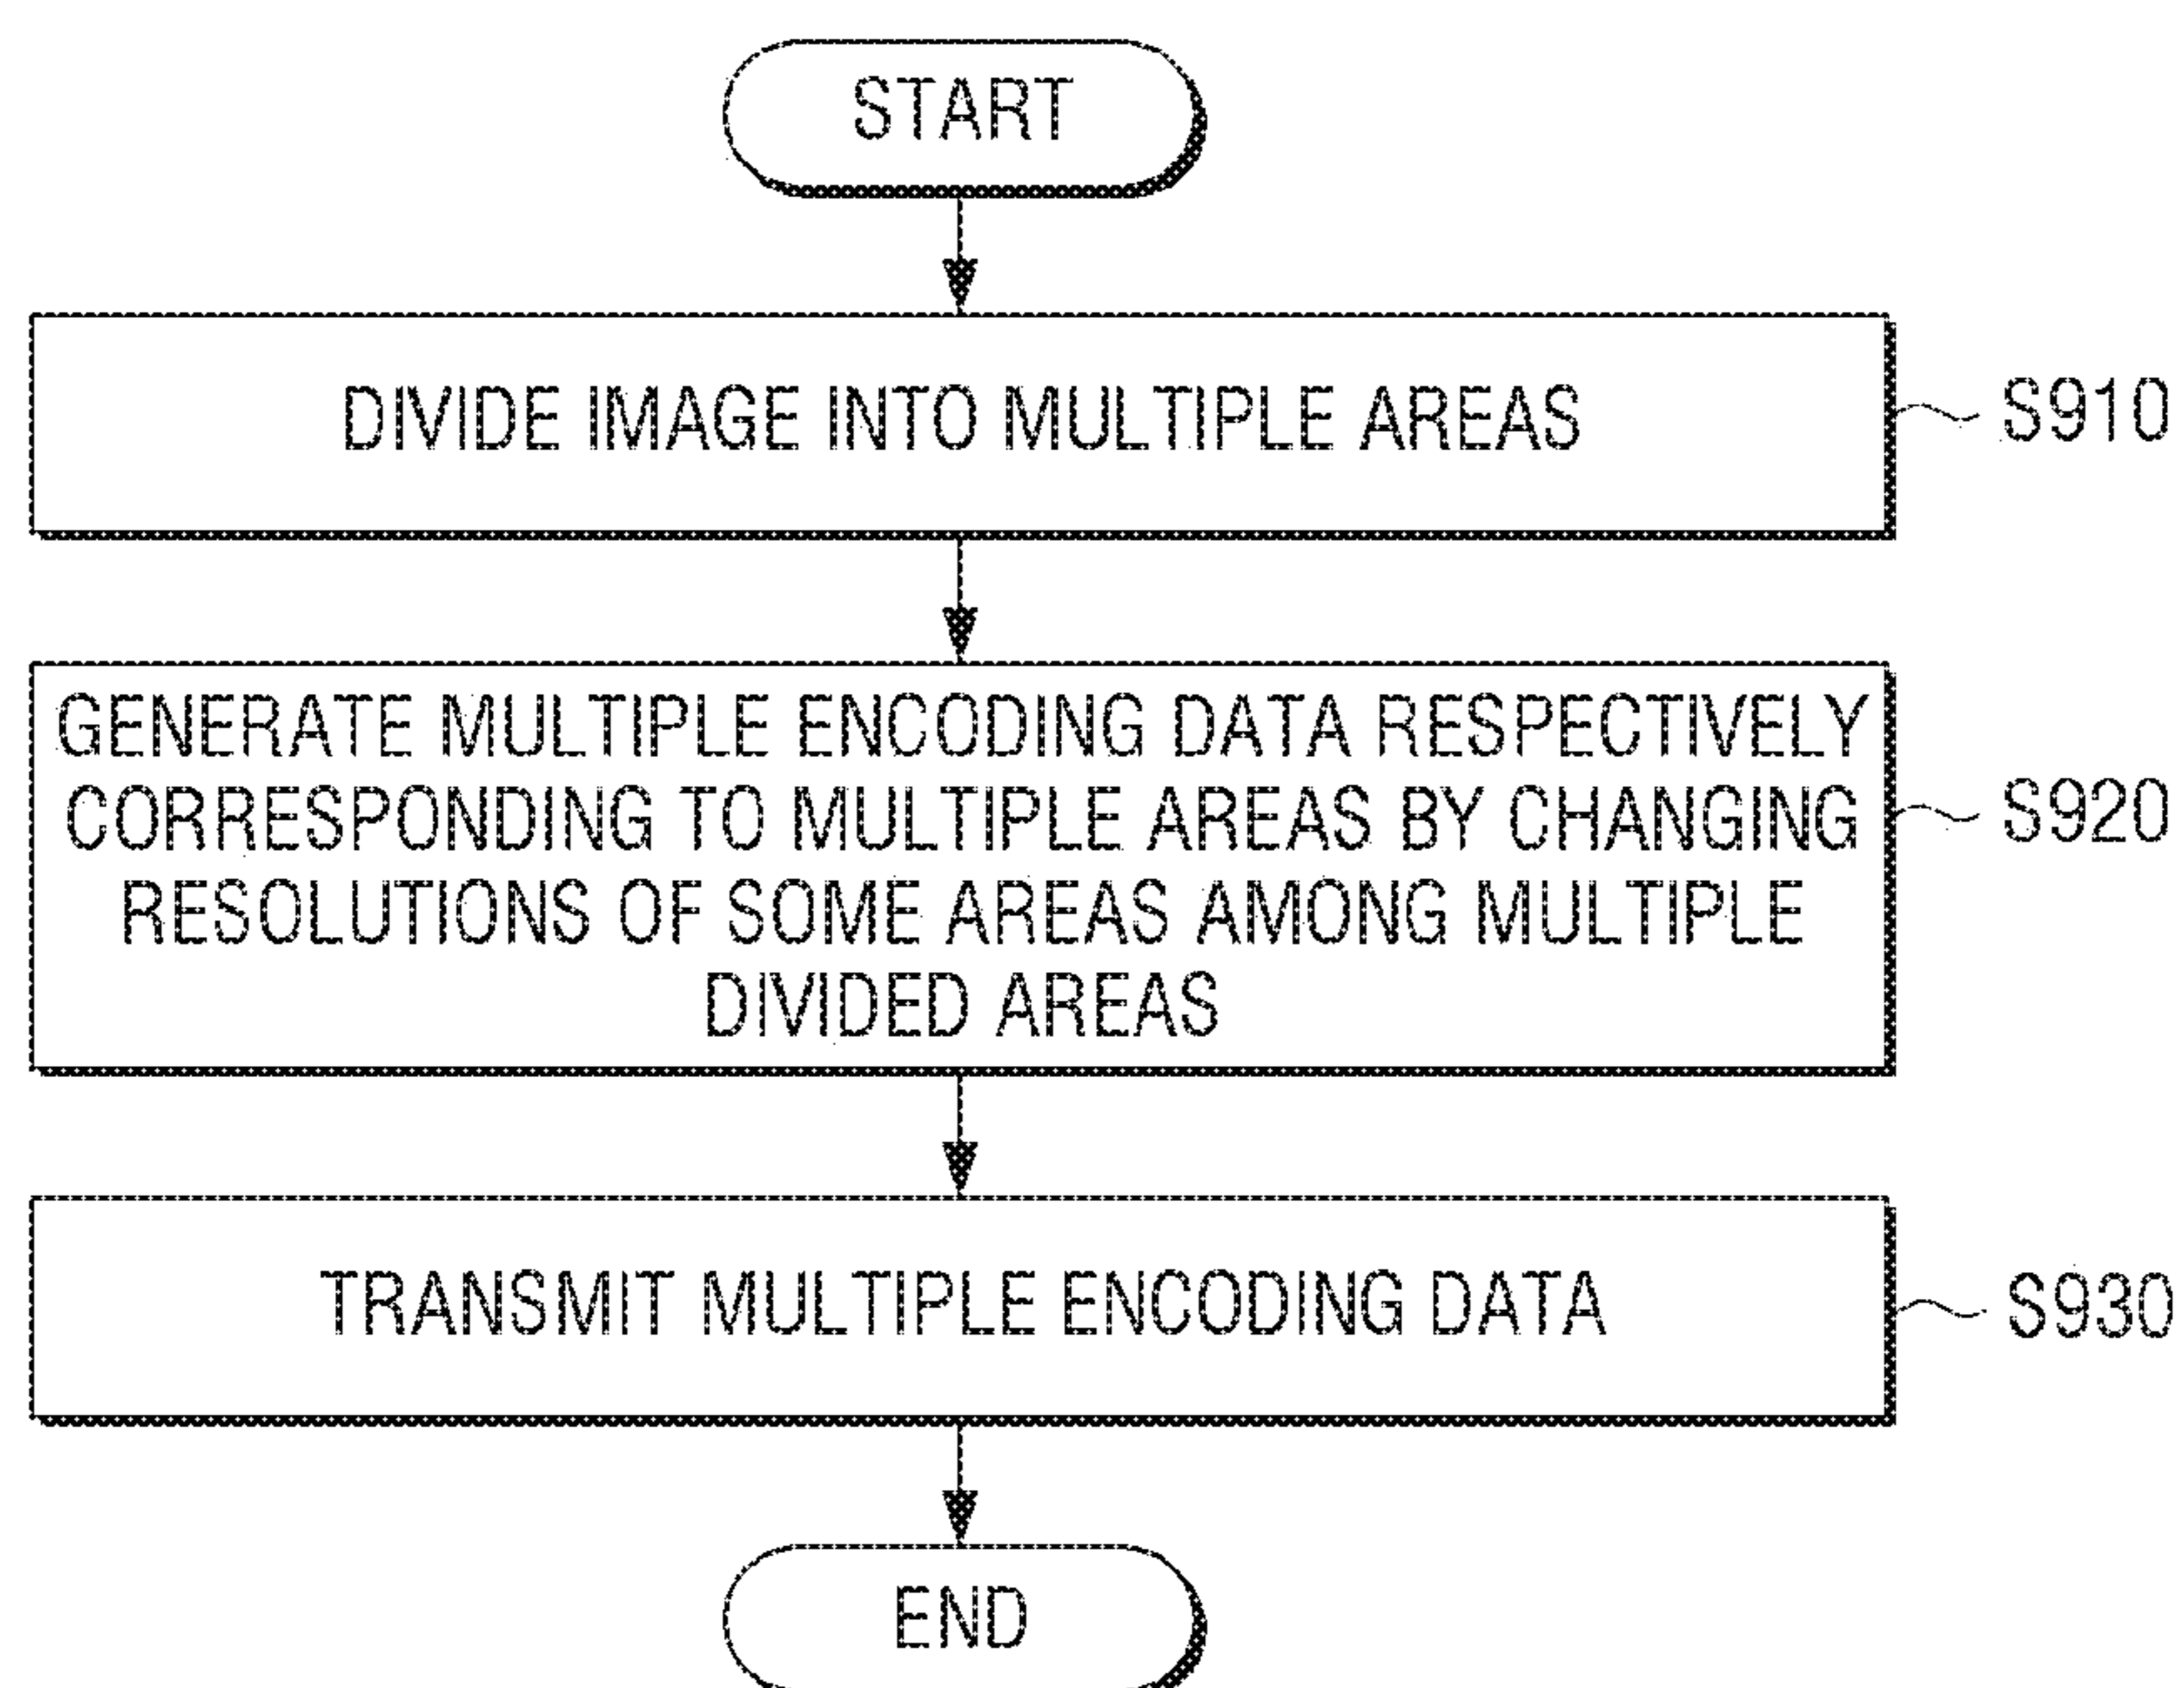 START
DIVIDE IMAGE INTO MULTIPLE AREAS
S910
GENERATE MULTIPLE ENCODING DATA RESPECTIVELY
CORRESPONDING TO MULTIPLE AREAS BY CHANGING
RESOLUTIONS OF SOME AREAS AMONG MULTIPLE
DIVIDED AREAS
S920
TRANSMIT MULTIPLE ENCODING DATA
S930
END